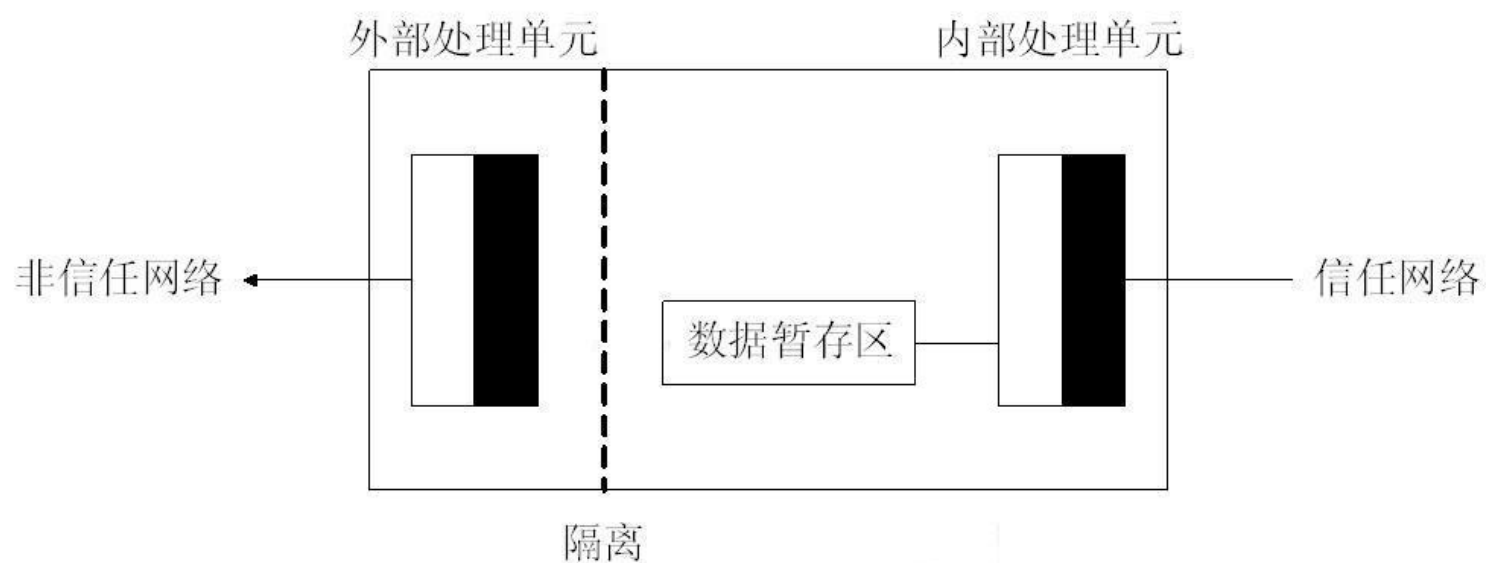 外部处理单元
内部处理单元
非信任网络
信任网络
数据暂存区
隔离